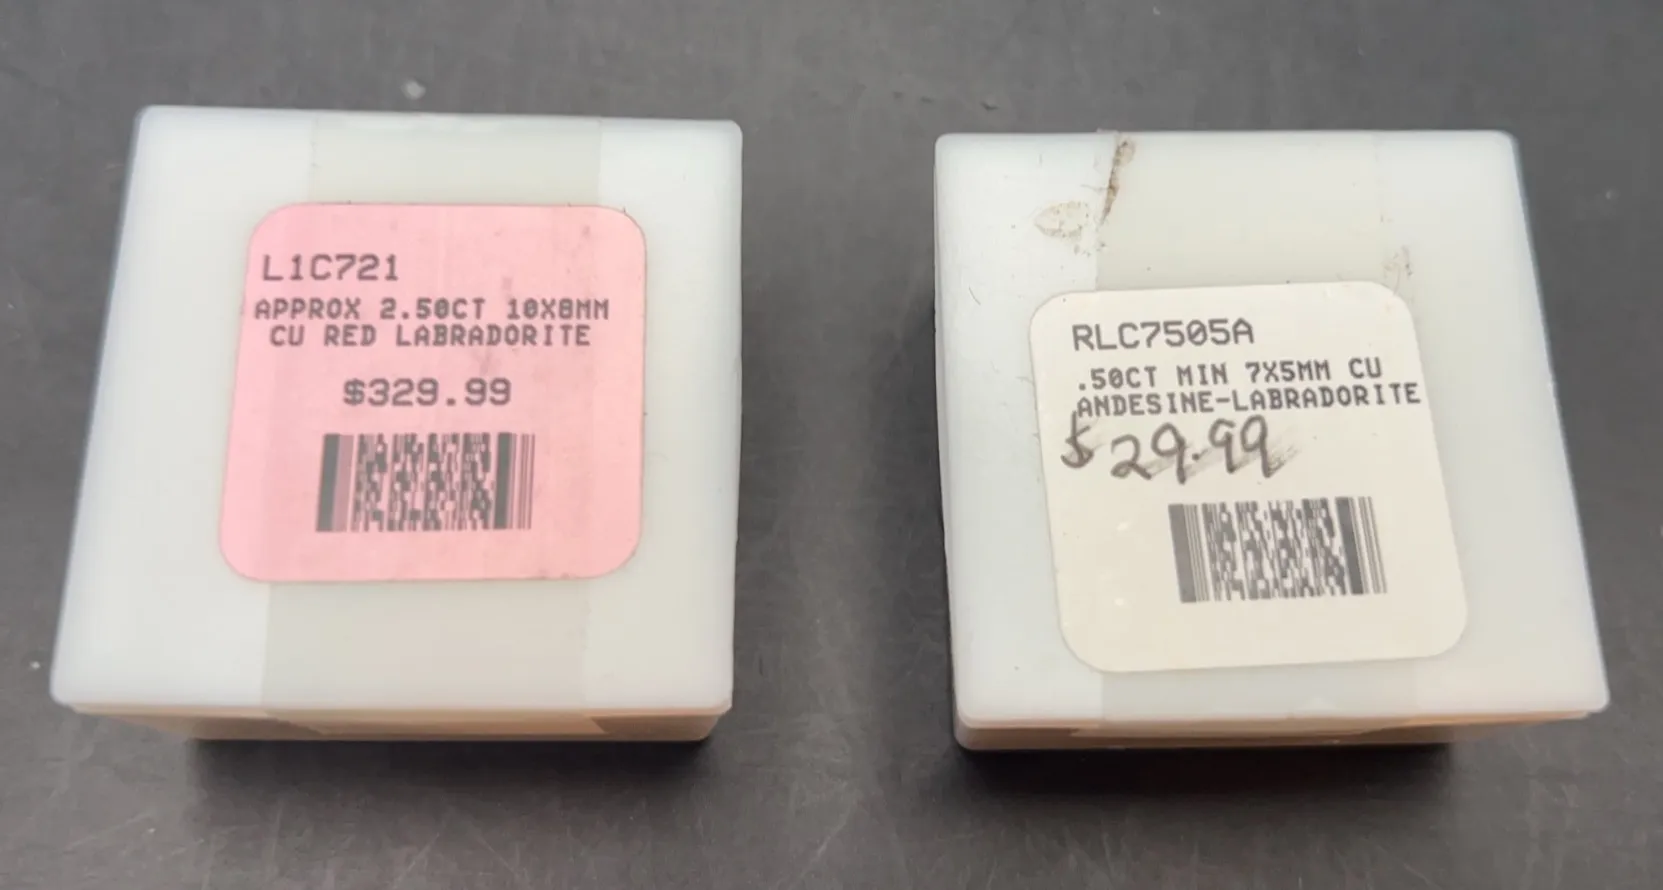 L1C721
APPROX 2.50CT 10X8MM
CU RED LABRADORITE
$329.99
RLC7505A
.50CT MIN 7X5MM CU
ANDESINE-LABRADORITE
$29.99